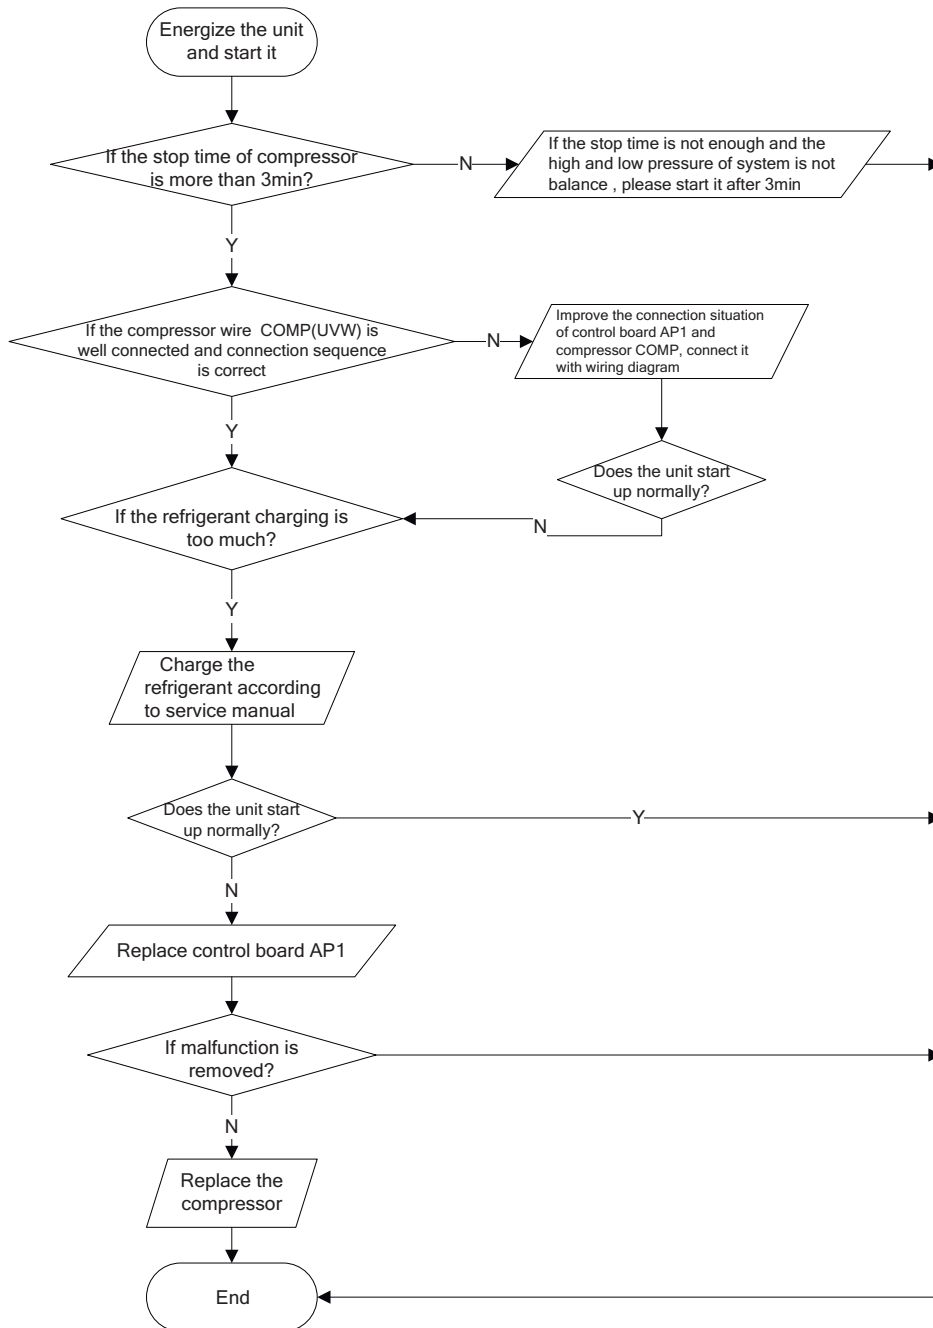 Energize the unit
and start it
If the stop time of compressor
is more than 3min?
N
If the stop time is not enough and the
high and low pressure of system is not
balance , please start it after 3min
Y
If the compressor wire COMP(UVW) is
well connected and connection sequence
is correct
N
Improve the connection situation
of control board AP1 and
compressor COMP, connect it
with wiring diagram
Y
Does the unit start
up normally?
If the refrigerant charging is
too much?
N
Y
Charge the
refrigerant according
to service manual
Does the unit start
up normally?
Y
N
Replace control board AP1
If malfunction is
removed?
N
Replace the
compressor
End